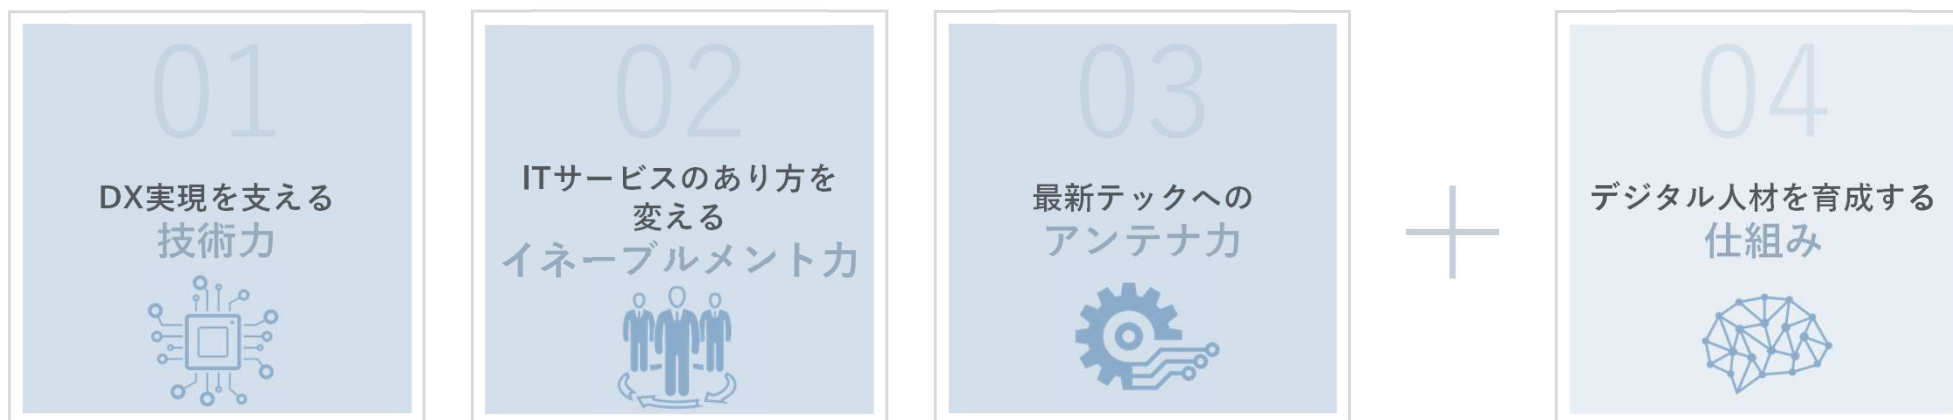 01
DX実現を支える
技術力
02
ITサービスのあり方を
変える
イネーブルメント力
03
最新テックへの
アンテナ力
04
デジタル人材を育成する
仕組み